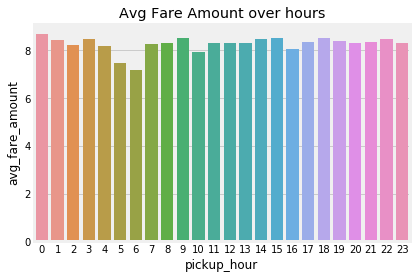 Avg Fare Amount over hours
avg_fare_amount
8
6
4
2
0
0 1 2 3 4 5 6 7 8 9 10 11 12 13 14 15 16 17 18 19 20 21 22 23
pickup_hour